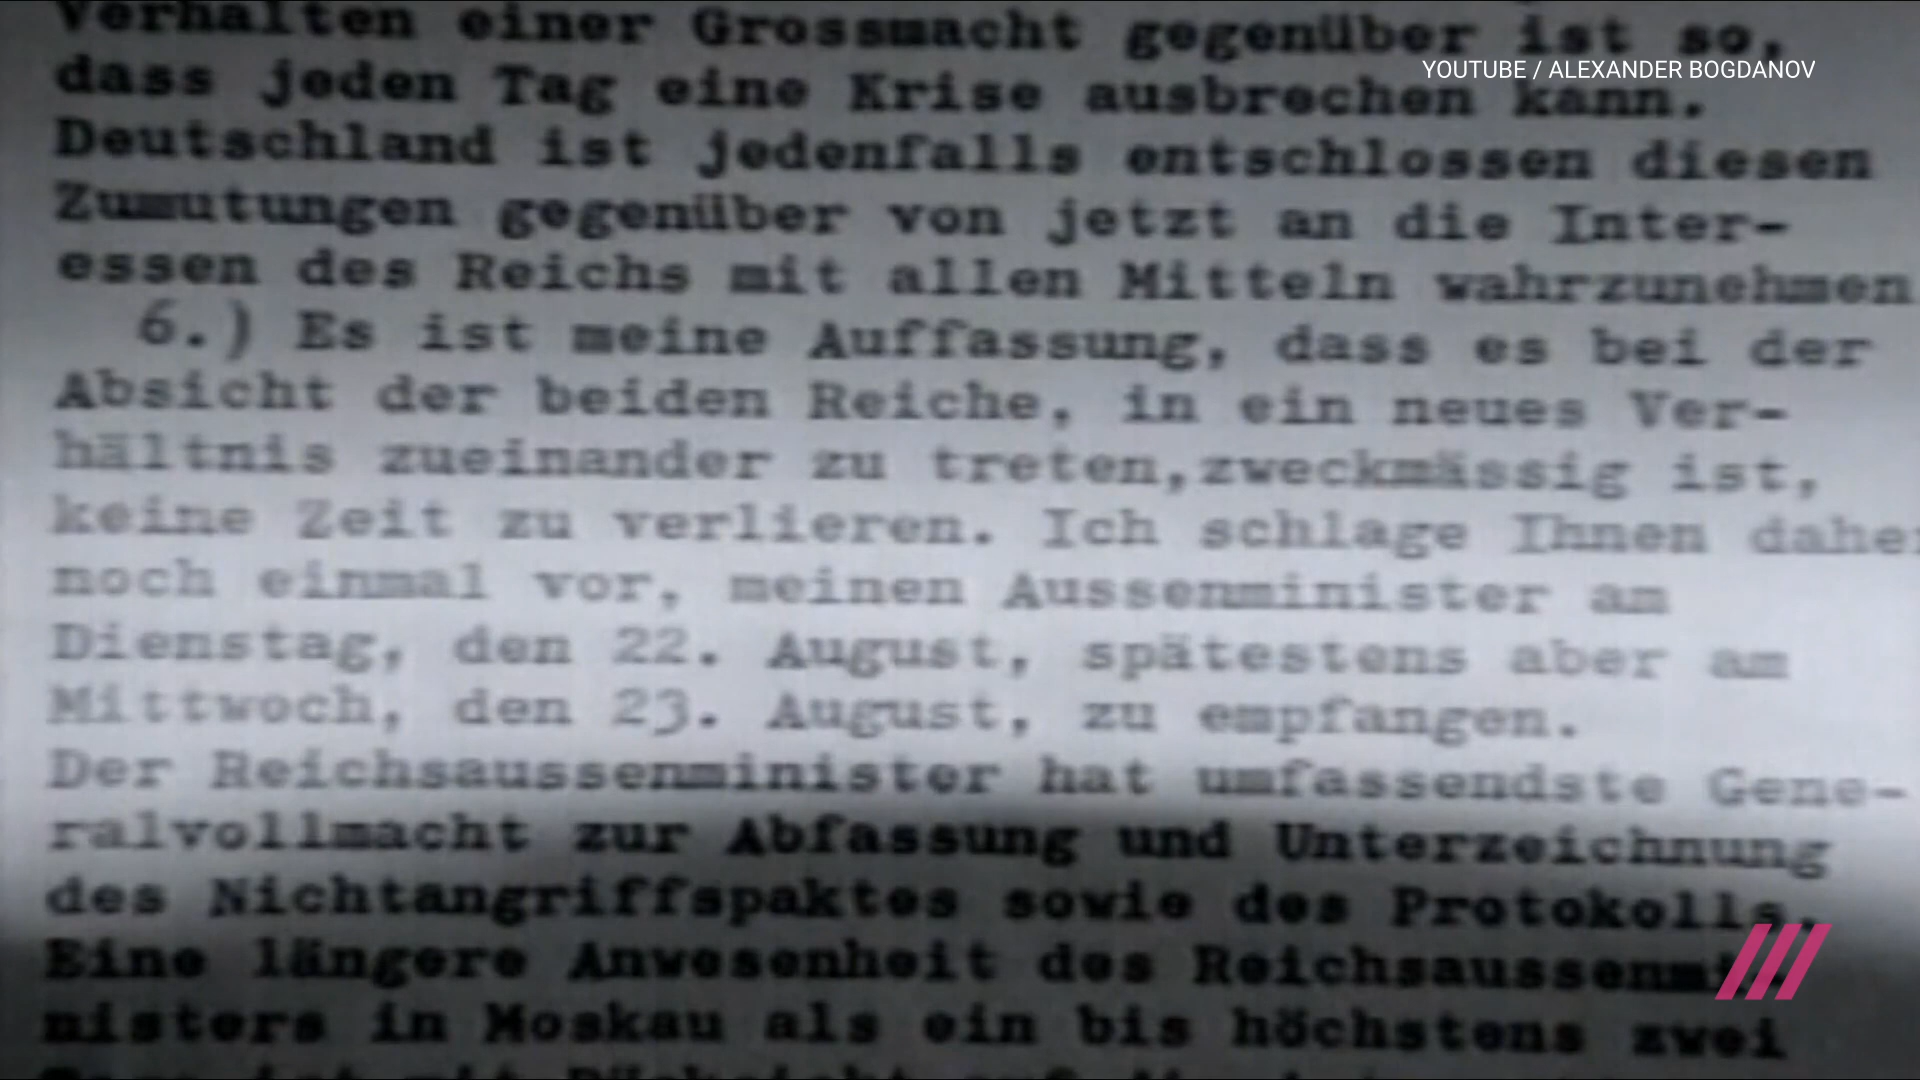 Verhalten einer Grossmacht gegenüber ist so,
YOUTUBE / ALEXANDER BOGDANOV
dass jeden Tag eine Krise ausbrechen kann.
Deutschland ist jedenfalls entschlossen diesen
Zumutungen gegenüber von jetzt an die Inter-
essen des Reichs mit allen Mitteln wahrzunehmen
6.) Es ist meine Auffassung, dass es bei der
Absicht der beiden Reiche, in ein neues Ver-
hältnis zueinander zu treten,zweckmässig ist,
keine Zeit zu verlieren. Ich schlage Ihnen daher
noch einmal vor, meinen Aussenminister am
Dienstag, den 22. August, spätestens aber am
Mittwoch, den 23. August, zu empfangen.
Der Reichsaussenminister hat umfassendste Gene-
ralvollmacht zur Abfassung und Unterzeichnung
des Nichtangriffspaktes sowie des Protokolls.
Eine längere Anwesenheit des Reichsaussenmi
nisters in Moskau als ein bis höchstens zwei